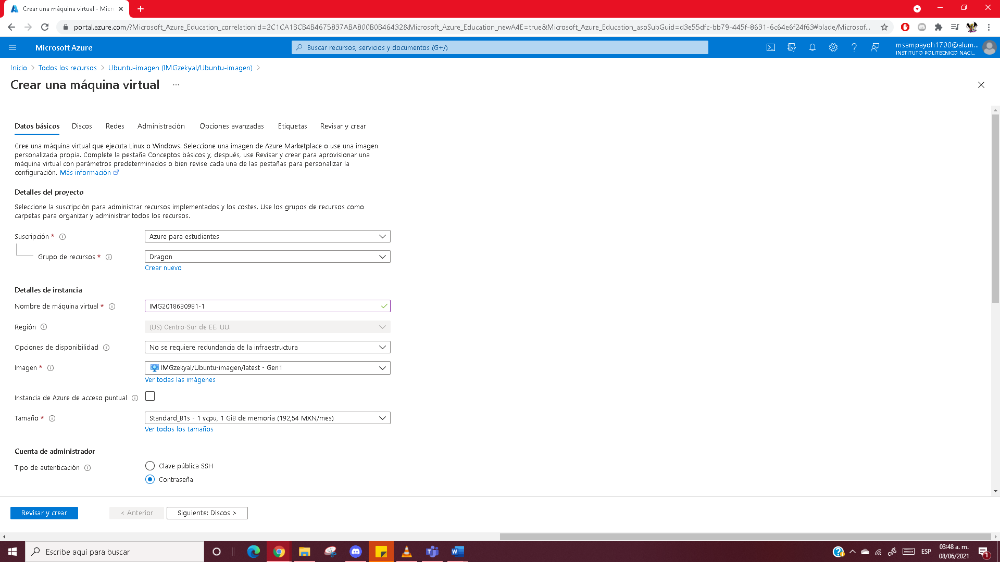 Crear una máquina virtual - Micr
portal.azure.com/?Microsoft_Azure_Education_correlationId=2C1CA1BCB4B4675837ABA800B0B46432&Microsoft_Azure_Education_newA4E=true&Microsoft_Azure_Education_asoSubGuid=d3e55dfc-bb79-445f-8631-6c64e6f24f63#blade/Microsof...
Microsoft Azure
Buscar recursos, servicios y documentos (G+/)
msampayoh1700@alum...
INSTITUTO POLITECNICO NACI...
Inicio > Todos los recursos > Ubuntu-imagen (IMGzekyal/Ubuntu-imagen) >
Crear una máquina virtual ...
Datos básicos Discos Redes Administración Opciones avanzadas Etiquetas Revisar y crear
Cree una máquina virtual que ejecuta Linux o Windows. Seleccione una imagen de Azure Marketplace o use una imagen
personalizada propia. Complete la pestaña Conceptos básicos y, después, use Revisar y crear para aprovisionar una
máquina virtual con parámetros predeterminados o bien revise cada una de las pestañas para personalizar la
configuración. Más información
Detalles del proyecto
Seleccione la suscripción para administrar recursos implementados y los costes. Use los grupos de recursos como
carpetas para organizar y administrar todos los recursos.
Suscripción * Azure para estudiantes
Grupo de recursos * Dragon
Crear nuevo
Detalles de instancia
Nombre de máquina virtual * IMG2018630981-1
Región (US) Centro-Sur de EE. UU.
Opciones de disponibilidad No se requiere redundancia de la infraestructura
Imagen * IMGzekyal/Ubuntu-imagen/latest - Gen1
Ver todas las imágenes
Instancia de Azure de acceso puntual
Tamaño * Standard_B1s - 1 vcpu, 1 GiB de memoria (192,54 MXN/mes)
Ver todos los tamaños
Cuenta de administrador
Tipo de autenticación Clave pública SSH
Contraseña
Revisar y crear < Anterior Siguiente: Discos >
Escribe aquí para buscar
ESP
03:48 a. m.
08/06/2021
1